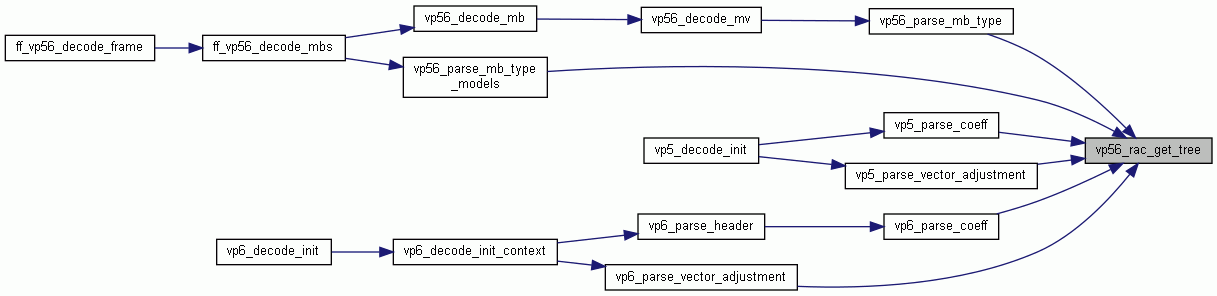 vp56_decode_mb
vp56_decode_mv
vp56_parse_mb_type
ff_vp56_decode_frame
ff_vp56_decode_mbs
vp56_parse_mb_type
_models
vp5_parse_coeff
vp5_decode_init
vp56_rac_get_tree
vp5_parse_vector_adjustment
vp6_parse_header
vp6_parse_coeff
vp6_decode_init
vp6_decode_init_context
vp6_parse_vector_adjustment